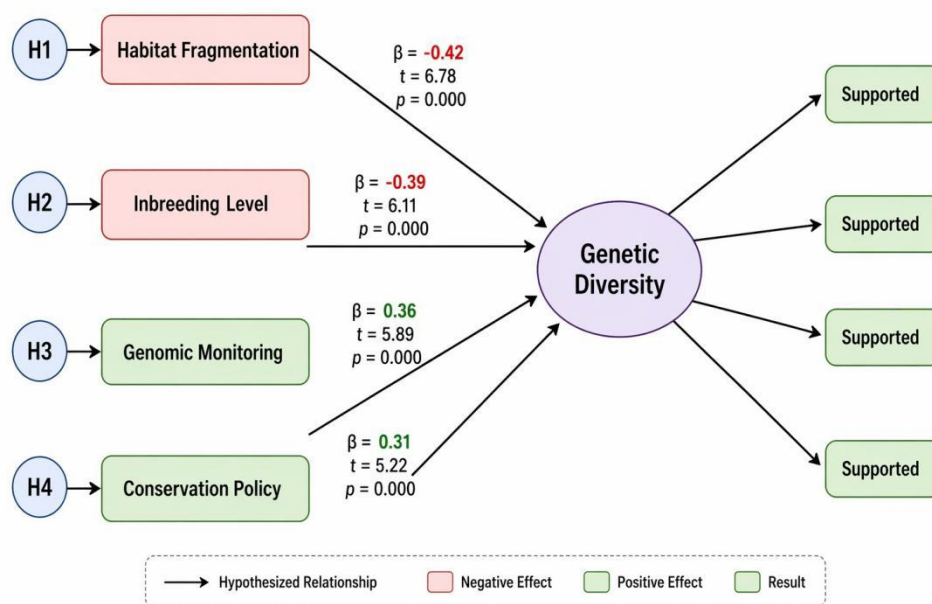 H1
Habitat Fragmentation
β = -0.42
t = 6.78
p = 0.000
Supported
H2
Inbreeding Level
β = -0.39
t = 6.11
p = 0.000
Supported
Genetic
Diversity
H3
Genomic Monitoring
β = 0.36
t = 5.89
p = 0.000
Supported
H4
Conservation Policy
β = 0.31
t = 5.22
p = 0.000
Supported
Hypothesized Relationship
Negative Effect
Positive Effect
Result